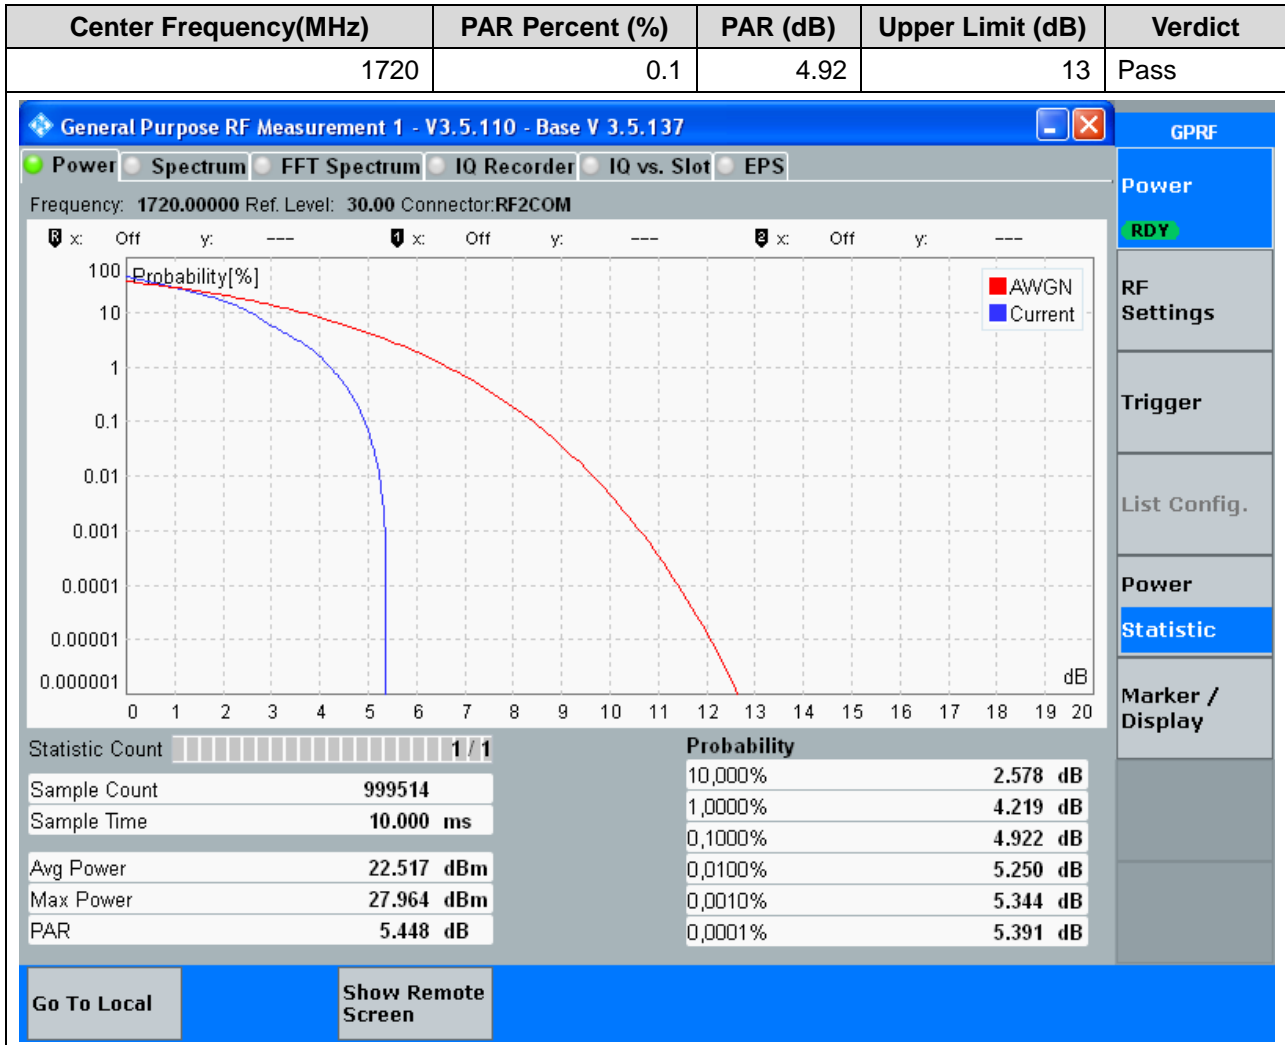 Center Frequency(MHz) PAR Percent (%) PAR (dB) Upper Limit (dB) Verdict
1720 0.1 4.92 13 Pass
General Purpose RF Measurement 1 - V3.5.110 - Base V 3.5.137
GPRF
Power Spectrum FFT Spectrum IQ Recorder IQ vs. Slot EPS
Frequency: 1720.00000 Ref. Level: 30.00 Connector:RF2COM
R x: Off y: --- 1 x: Off y: --- 2 x: Off y: ---
Probability[%]
AWGN
Current
100
10
1
0.1
0.01
0.001
0.0001
0.00001
0.000001
dB
0 1 2 3 4 5 6 7 8 9 10 11 12 13 14 15 16 17 18 19 20
Statistic Count 1 / 1
Sample Count 999514
Sample Time 10.000 ms
Avg Power 22.517 dBm
Max Power 27.964 dBm
PAR 5.448 dB
Probability
10,000% 2.578 dB
1,0000% 4.219 dB
0,1000% 4.922 dB
0,0100% 5.250 dB
0,0010% 5.344 dB
0,0001% 5.391 dB
Power
RDY
RF
Settings
Trigger
List Config.
Power
Statistic
Marker /
Display
Go To Local
Show Remote
Screen